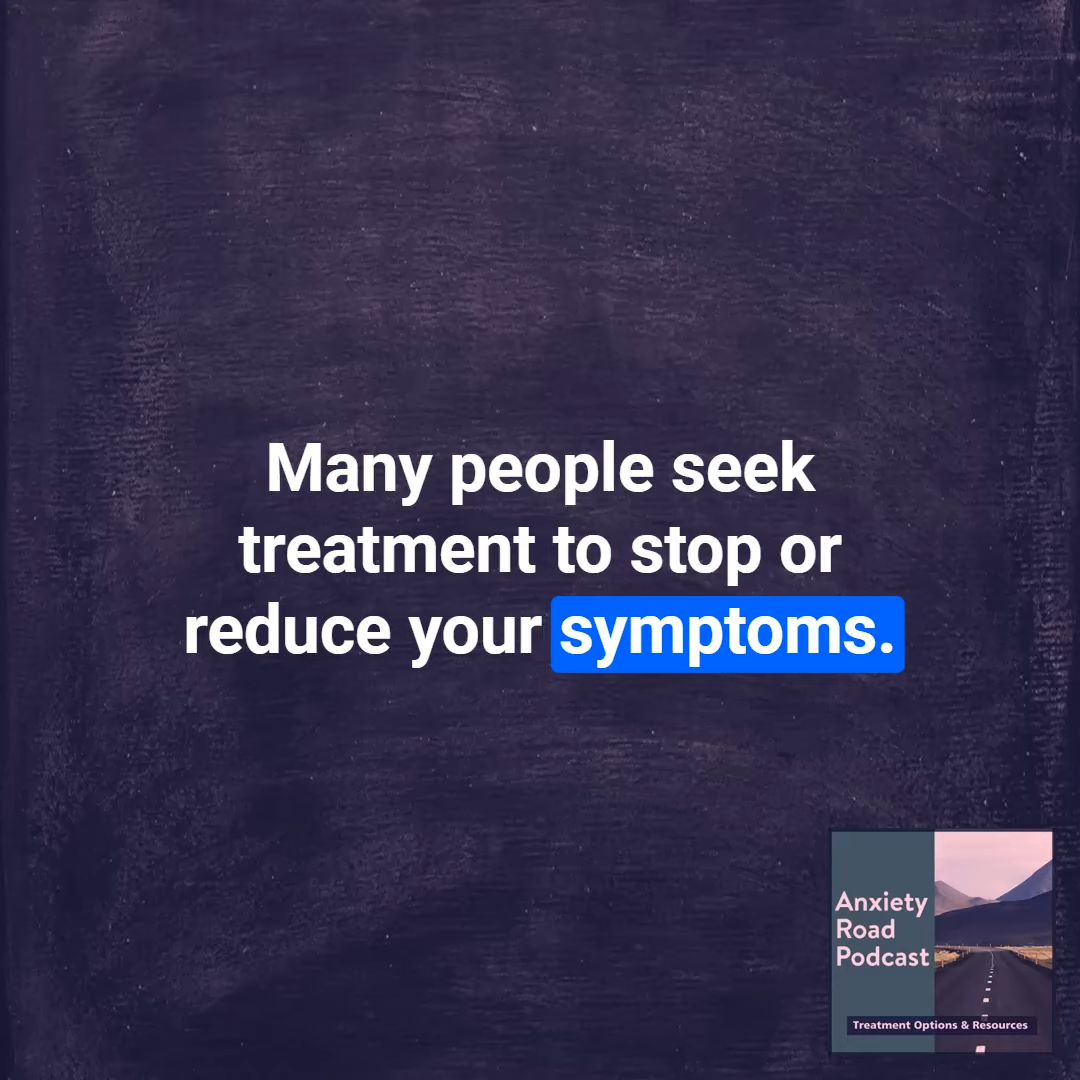 Many people seek
treatment to stop or
reduce your symptoms.
Anxiety
Road
Podcast
Treatment Options & Resources